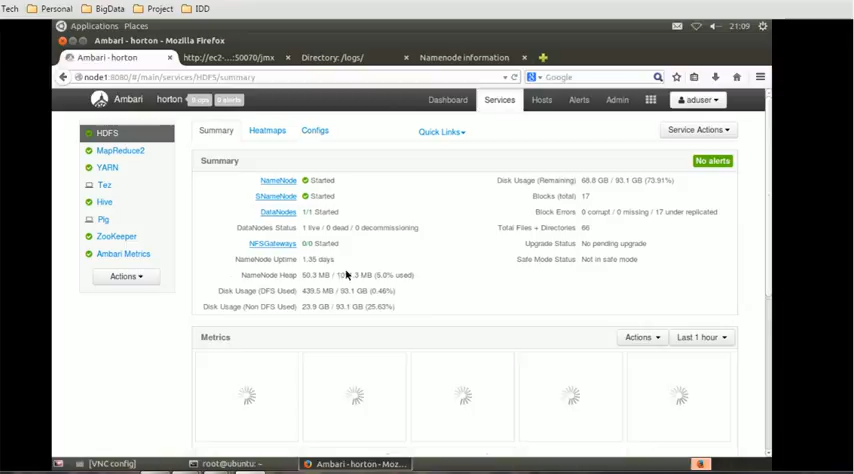 Tech Personal BigData Project IDD
Applications Places 21:09
Ambari - horton - Mozilla Firefox
Ambari - horton × http://ec2-...:50070/jmx × Directory: /logs/ × Namenode information ×
node1:8080/#/main/services/HDFS/summary Google
Ambari horton 0 ops 0 alerts Dashboard Services Hosts Alerts Admin aduser
HDFS
MapReduce2
YARN
Tez
Hive
Pig
ZooKeeper
Ambari Metrics
Actions
Summary Heatmaps Configs Quick Links Service Actions
Summary No alerts
NameNode Started
SNameNode Started
DataNodes 1/1 Started
DataNodes Status 1 live / 0 dead / 0 decommissioning
NFSGateways 0/0 Started
NameNode Uptime 1.35 days
NameNode Heap 50.3 MB / .3 MB (5.0% used)
Disk Usage (DFS Used) 439.5 MB / 93.1 GB (0.46%)
Disk Usage (Non DFS Used) 23.9 GB / 93.1 GB (25.63%)
Disk Usage (Remaining) 68.8 GB / 93.1 GB (73.91%)
Blocks (total) 17
Block Errors 0 corrupt / 0 missing / 17 under replicated
Total Files + Directories 66
Upgrade Status No pending upgrade
Safe Mode Status Not in safe mode
Metrics Actions Last 1 hour
[VNC config] root@ubuntu: ~ Ambari - horton - Moz...